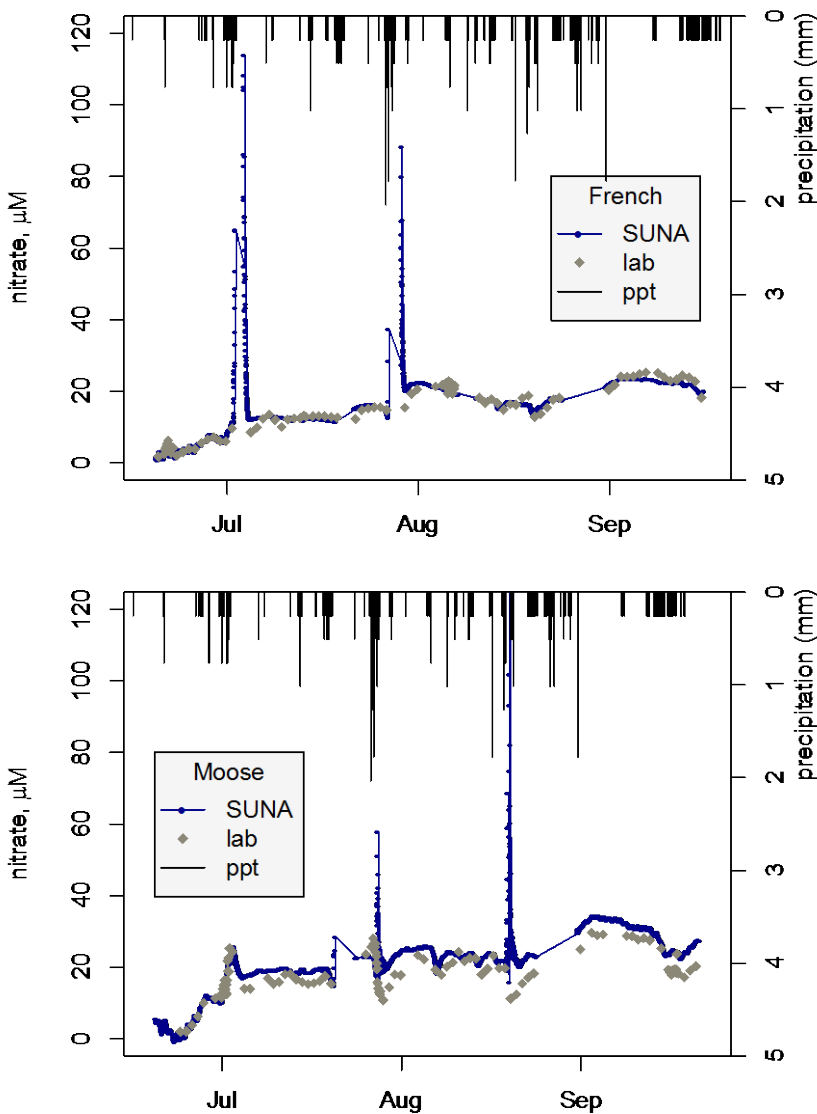 120
100
80
60
40
20
0
nitrate, μM
0
1
2
3
4
5
precipitation (mm)
French
SUNA
lab
ppt
Jul
Aug
Sep
120
100
80
60
40
20
0
nitrate, μM
0
1
2
3
4
5
precipitation (mm)
Moose
SUNA
lab
ppt
Jul
Aug
Sep